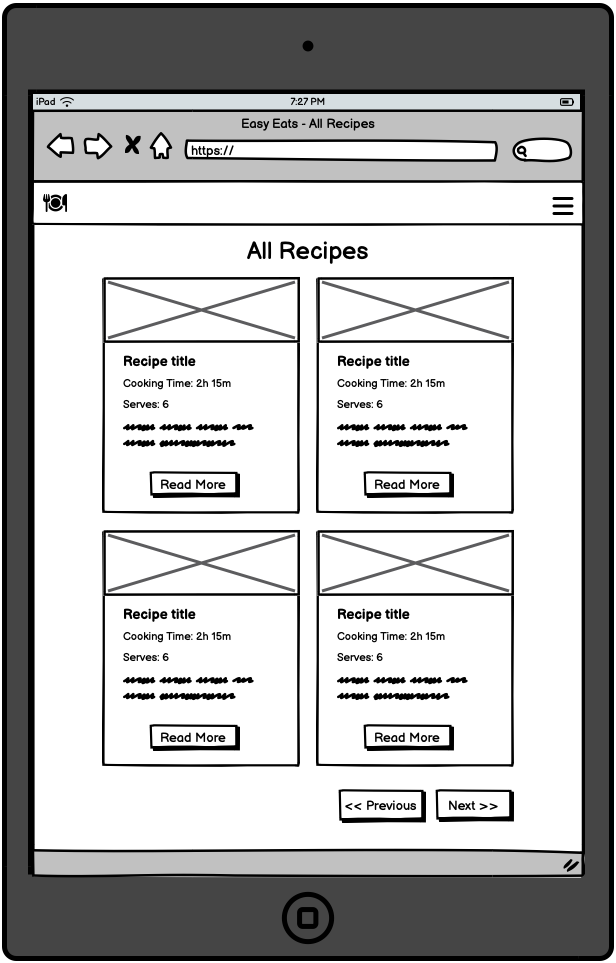 iPad 7:27 PM
Easy Eats - All Recipes
https://
All Recipes
Recipe title
Cooking Time: 2h 15m
Serves: 6
Read More
Recipe title
Cooking Time: 2h 15m
Serves: 6
Read More
Recipe title
Cooking Time: 2h 15m
Serves: 6
Read More
Recipe title
Cooking Time: 2h 15m
Serves: 6
Read More
<< Previous
Next >>